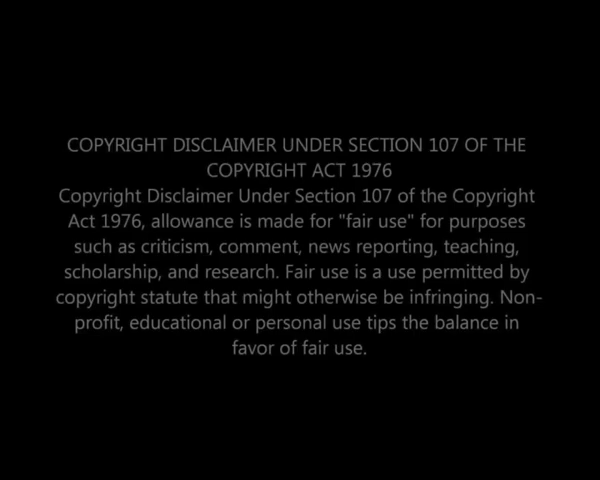 COPYRIGHT DISCLAIMER UNDER SECTION 107 OF THE
COPYRIGHT ACT 1976
Copyright Disclaimer Under Section 107 of the Copyright
Act 1976, allowance is made for "fair use" for purposes
such as criticism, comment, news reporting, teaching,
scholarship, and research. Fair use is a use permitted by
copyright statute that might otherwise be infringing. Non-
profit, educational or personal use tips the balance in
favor of fair use.